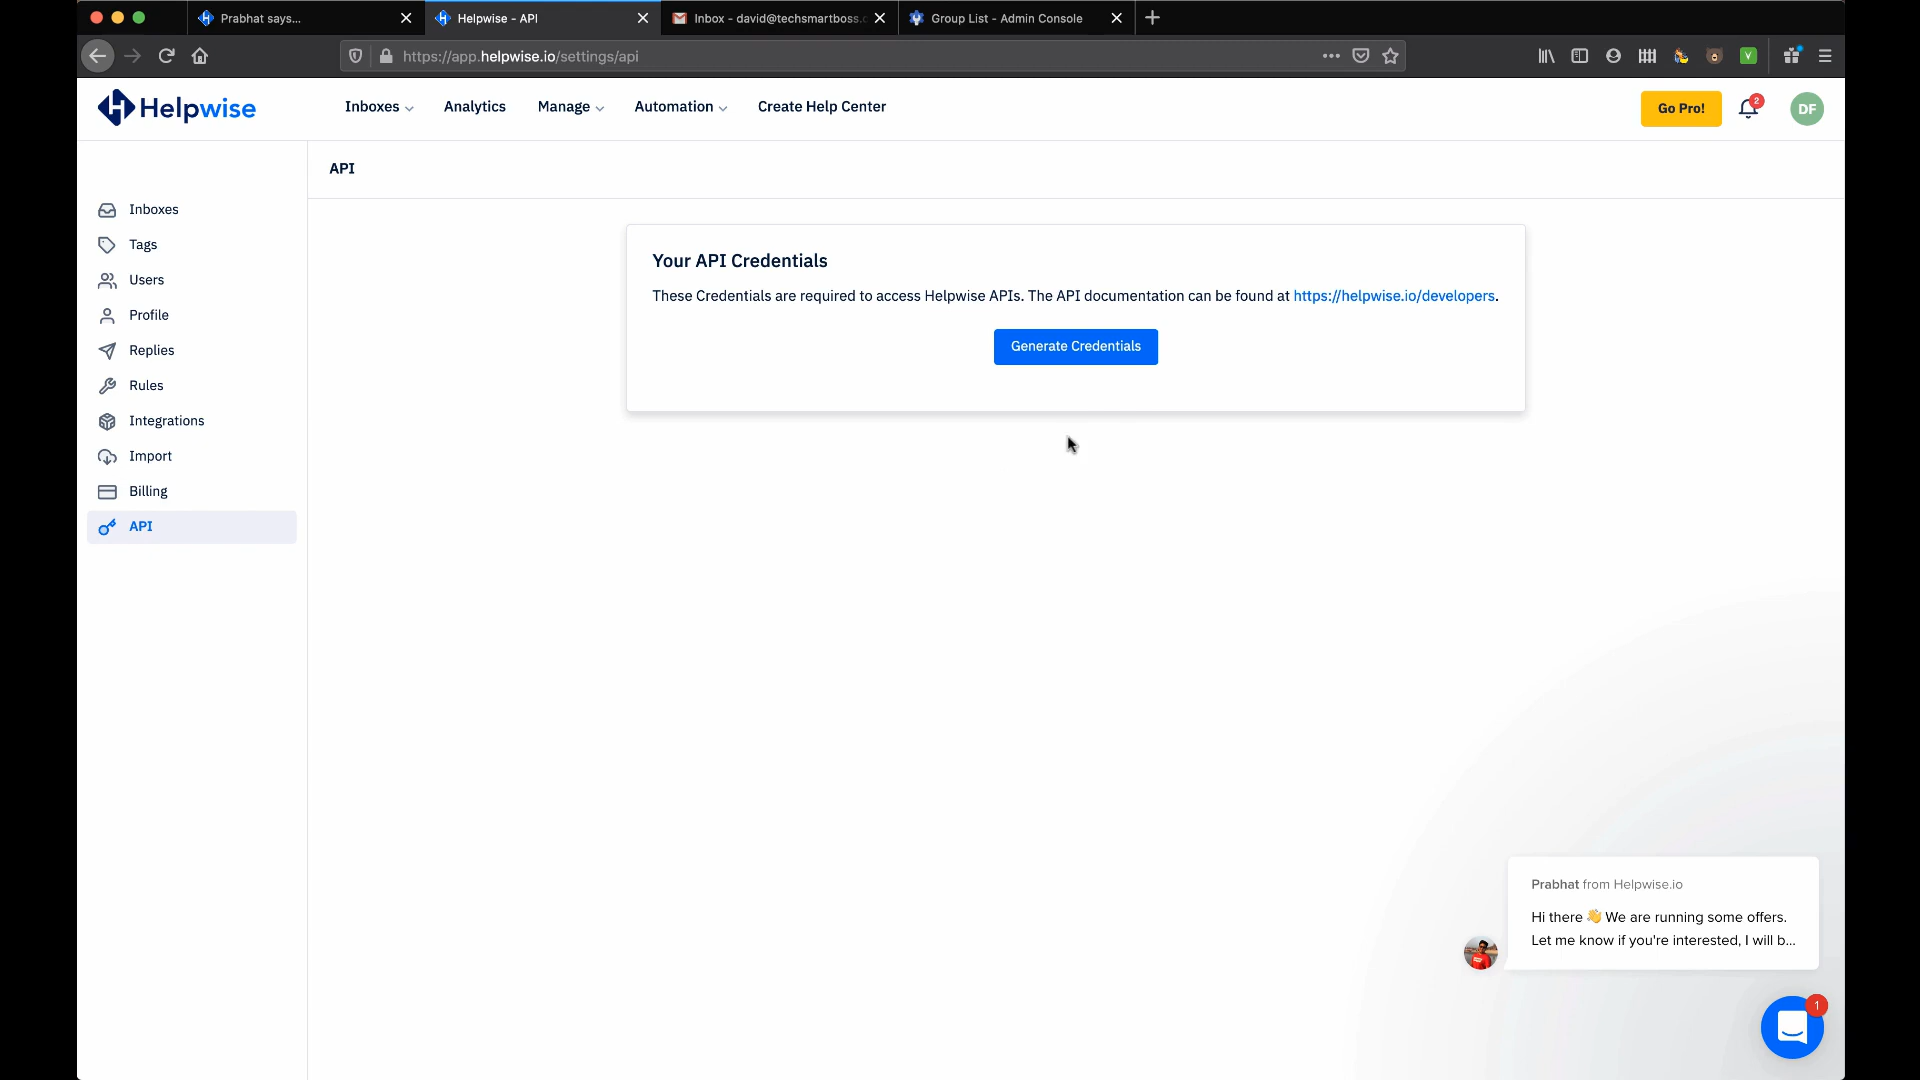 Prabhat says...
Helpwise - API
Inbox - david@techsmartboss.c
Group List - Admin Console
https://app.helpwise.io/settings/api
Helpwise
Inboxes
Analytics
Manage
Automation
Create Help Center
Go Pro!
2
DF
API
Inboxes
Tags
Users
Profile
Replies
Rules
Integrations
Import
Billing
API
Your API Credentials
These Credentials are required to access Helpwise APIs. The API documentation can be found at https://helpwise.io/developers.
Generate Credentials
Prabhat from Helpwise.io
Hi there 👋 We are running some offers.
Let me know if you're interested, I will b...
1